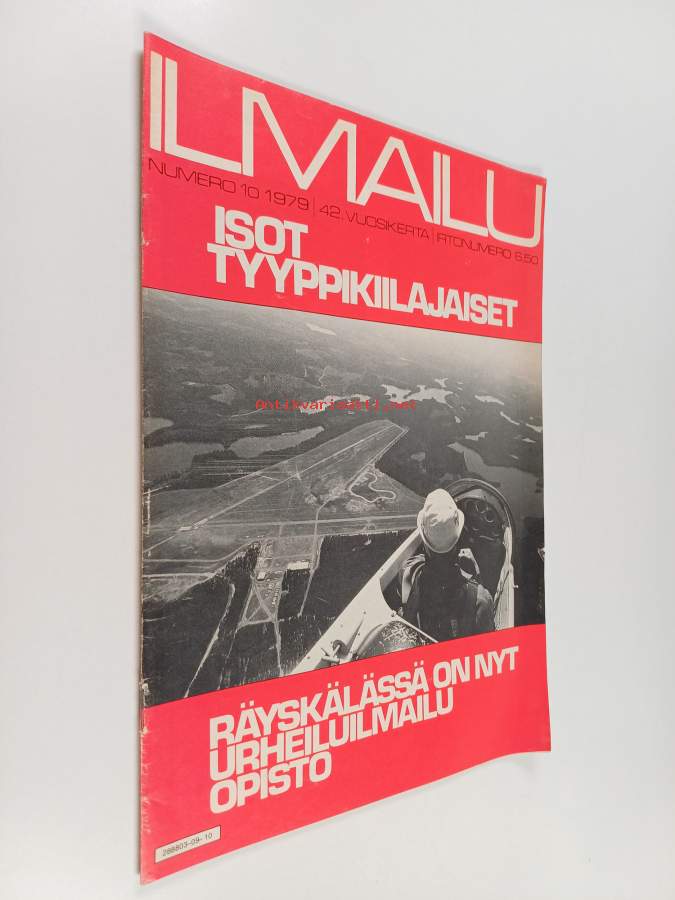 ILMAILU
NUMERO 10 1979 | 42. VUOSIKERTA | IRTONUMERO 6,50
ISOT
TYYPPIKIILAJAISET
Antikvariaatti.net
RÄYSKÄLÄSSÄ ON NYT
URHEILUILMAILU
OPISTO
288803-09-10